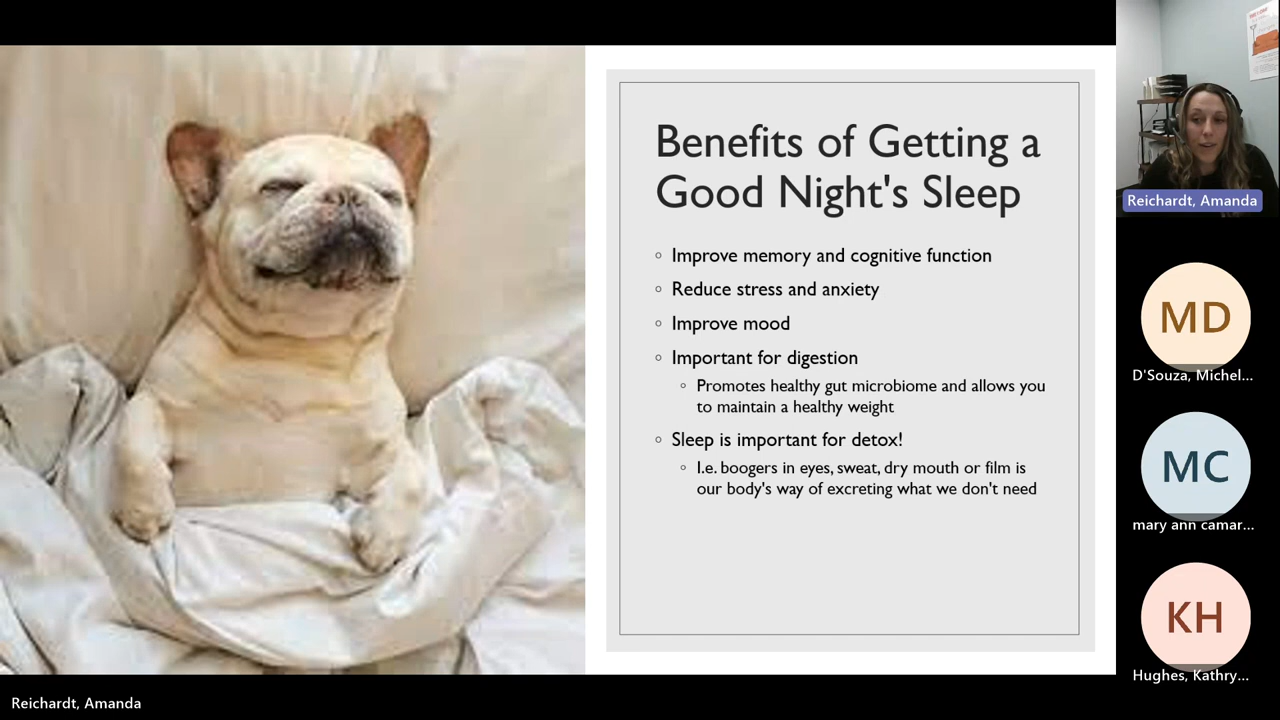 Benefits of Getting a
Good Night's Sleep
Improve memory and cognitive function
Reduce stress and anxiety
Improve mood
Important for digestion
Promotes healthy gut microbiome and allows you
to maintain a healthy weight
Sleep is important for detox!
I.e. boogers in eyes, sweat, dry mouth or film is
our body's way of excreting what we don't need
Reichardt, Amanda
MD
D'Souza, Michel...
MC
mary ann camar...
KH
Hughes, Kathry...
Reichardt, Amanda